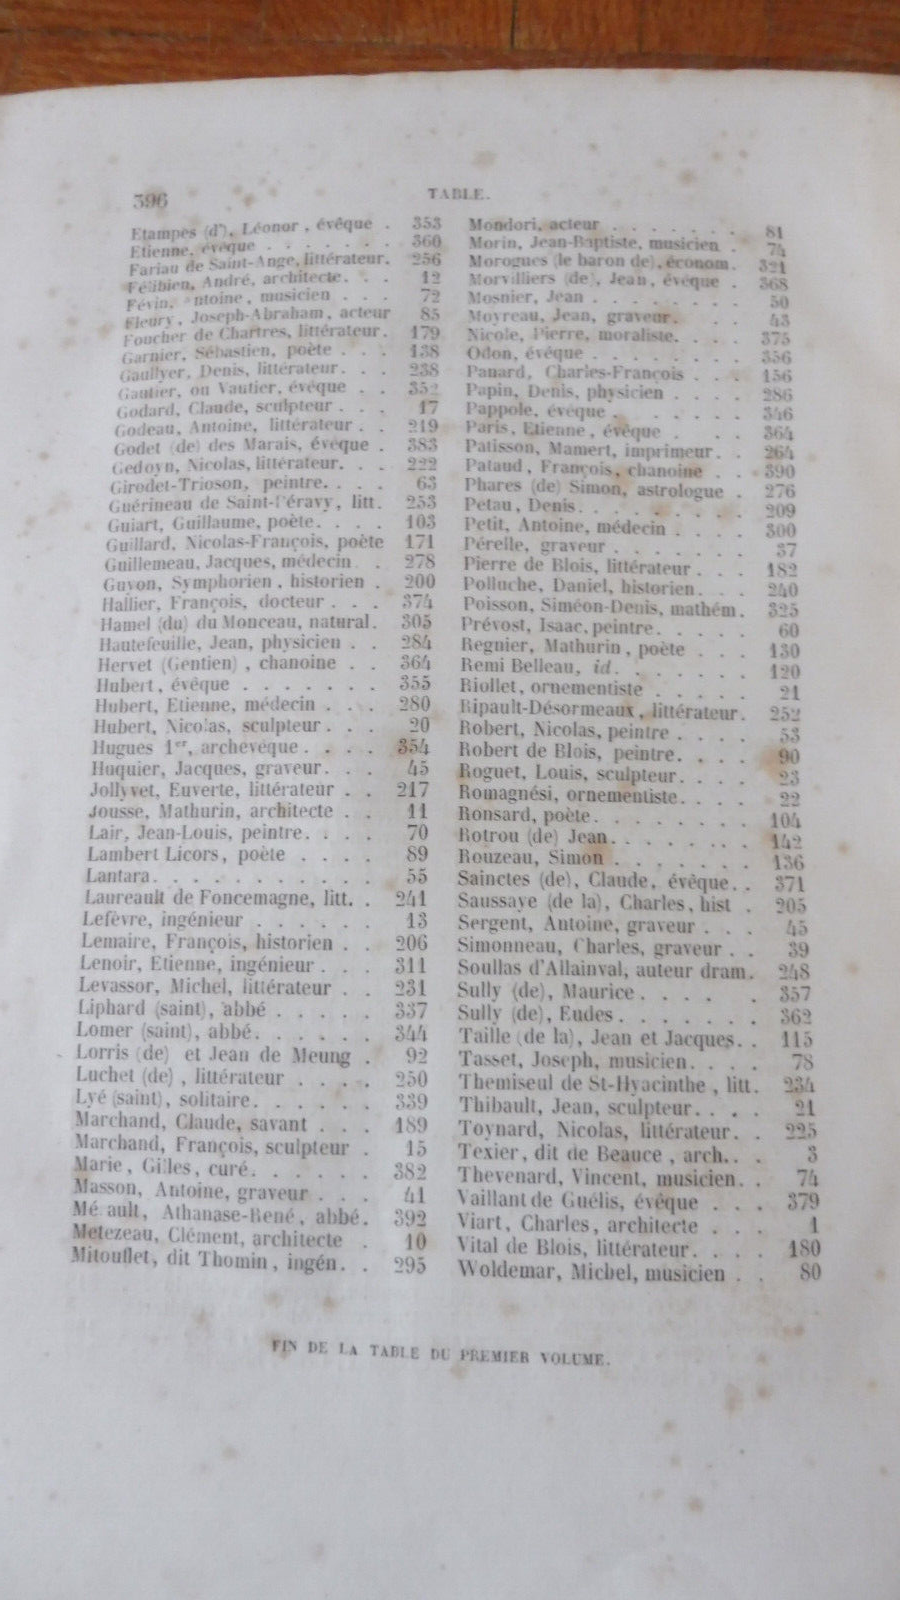 396
TABLE.
Etampes (d'), Léonor, évêque . 353
Etienne, évêque . . . . . . . 360
Fariau de Saint-Ange, littérateur. 256
Félibien, André, architecte. . . 12
Févin, ntoine, musicien . . . 72
Fleury, Joseph-Abraham, acteur 85
Foucher de Chartres, littérateur. 179
Garnier, Sébastien, poète . . . 138
Gaullyer, Denis, littérateur. . . 238
Gautier, ou Vautier, évêque . . 352
Godard, Claude, sculpteur . . . 17
Godeau, Antoine, littérateur . . 219
Godet (de) des Marais, évêque . 383
Gedoyn, Nicolas, littérateur. . . 222
Girodet-Trioson, peintre. . . . 63
Guérineau de Saint-Péravy, litt. 253
Guiart, Guillaume, poète. . . . 103
Guillard, Nicolas-François, poète 171
Guillemeau, Jacques, médecin . . 278
Guyon, Symphorien, historien . 200
Hallier, François, docteur . . . 374
Hamel (du) du Monceau, natural. 305
Hautefeuille, Jean, physicien . . 284
Hervet (Gentien), chanoine . . 364
Hubert, évêque . . . . . . . 355
Hubert, Etienne, médecin . . . 280
Hubert, Nicolas, sculpteur . . . 20
Hugues 1er, archevêque . . . . 354
Huquier, Jacques, graveur. . . 45
Jollyvet, Euverte, littérateur . . 217
Jousse, Mathurin, architecte . . 11
Lair, Jean-Louis, peintre. . . . 70
Lambert Licors, poète . . . . 89
Lantara. . . . . . . . . . . 55
Laureault de Foncemagne, litt. . 241
Lefèvre, ingénieur . . . . . . 13
Lemaire, François, historien . . 206
Lenoir, Etienne, ingénieur . . . 311
Levassor, Michel, littérateur . . 231
Liphard (saint), abbé . . . . . 337
Lomer (saint), abbé. . . . . . 344
Lorris (de) et Jean de Meung . 92
Luchet (de), littérateur . . . . 250
Lyé (saint), solitaire. . . . . . 339
Marchand, Claude, savant . . . 189
Marchand, François, sculpteur . 15
Marie, Gilles, curé. . . . . . 382
Masson, Antoine, graveur . . . 41
Mé ault, Athanase-René, abbé. 392
Metezeau, Clément, architecte . 10
Mitouflet, dit Thomin, ingén. . 295
Mondori, acteur . . . . . . . 81
Morin, Jean-Baptiste, musicien . 74
Morogues (le baron de), économ. 321
Morvilliers (de), Jean, évêque . 368
Mosnier, Jean . . . . . . . . 50
Moyreau, Jean, graveur. . . . 43
Nicole, Pierre, moraliste. . . . 375
Odon, évêque . . . . . . . . 356
Panard, Charles-François . . . 156
Papin, Denis, physicien . . . . 286
Pappole, évêque . . . . . . . 346
Paris, Etienne, évêque . . . . 364
Patisson, Mamert, imprimeur. . 264
Pataud, François, chanoine . . 390
Phares (de) Simon, astrologue . 276
Petau, Denis. . . . . . . . . 209
Petit, Antoine, médecin . . . . 300
Pérelle, graveur . . . . . . . 37
Pierre de Blois, littérateur . . . 182
Polluche, Daniel, historien. . . 240
Poisson, Siméon-Denis, mathém. 325
Prévost, Isaac, peintre. . . . . 60
Regnier, Mathurin, poète . . . 130
Remi Belleau, id. . . . . . . 120
Riollet, ornementiste . . . . . 21
Ripault-Désormeaux, littérateur. 252
Robert, Nicolas, peintre . . . . 53
Robert de Blois, peintre. . . . 90
Roguet, Louis, sculpteur. . . . 23
Romagnési, ornementiste. . . . 22
Ronsard, poète. . . . . . . . 104
Rotrou (de) Jean. . . . . . . 142
Rouzeau, Simon . . . . . . . 136
Sainctes (de), Claude, évêque. . 371
Saussaye (de la), Charles, hist . 205
Sergent, Antoine, graveur . . . 45
Simonneau, Charles, graveur . . 39
Soullas d'Allainval, auteur dram. 248
Sully (de), Maurice . . . . . 357
Sully (de), Eudes . . . . . . . 362
Taille (de la), Jean et Jacques. . 115
Tasset, Joseph, musicien. . . . 78
Themiseul de St-Hyacinthe, litt. 234
Thibault, Jean, sculpteur. . . . 21
Toynard, Nicolas, littérateur. . 225
Texier, dit de Beauce, arch. . . 3
Thevenard, Vincent, musicien. . 74
Vaillant de Guélis, évêque . . . 379
Viart, Charles, architecte . . . 1
Vital de Blois, littérateur. . . . 180
Woldemar, Michel, musicien . . 80
FIN DE LA TABLE DU PREMIER VOLUME.